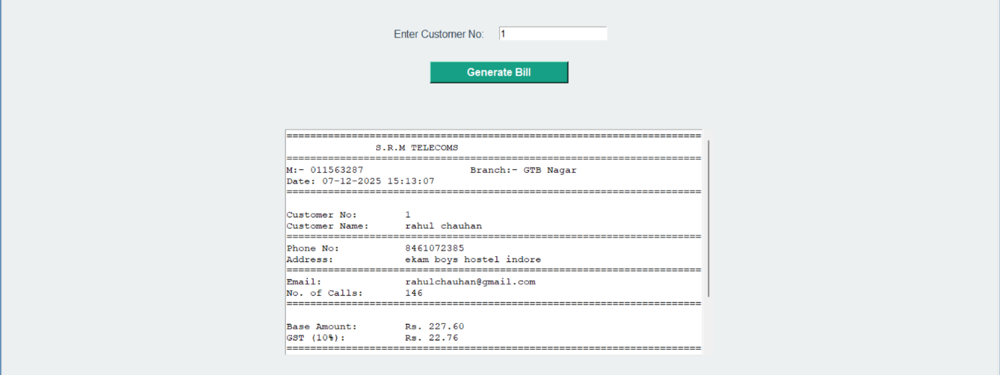 Enter Customer No: 1
Generate Bill
======================================================================
S.R.M TELECOMS
======================================================================
M:- 011563287 Branch:- GTB Nagar
Date: 07-12-2025 15:13:07
======================================================================
Customer No: 1
Customer Name: rahul chauhan
======================================================================
Phone No: 8461072385
Address: ekam boys hostel indore
======================================================================
Email: rahulchauhan@gmail.com
No. of Calls: 146
======================================================================
Base Amount: Rs. 227.60
GST (10%): Rs. 22.76
======================================================================